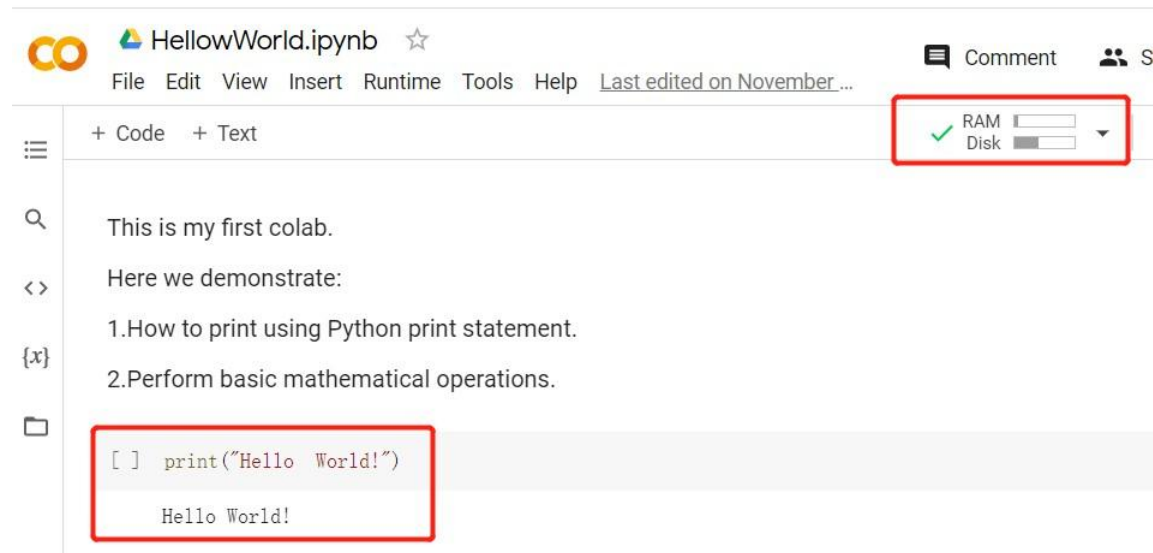 HellowWorld.ipynb
File Edit View Insert Runtime Tools Help Last edited on November ...
Comment S
+ Code + Text
RAM
Disk
This is my first colab.
Here we demonstrate:
1.How to print using Python print statement.
2.Perform basic mathematical operations.
{x}
[ ] print("Hello  World!")
Hello World!